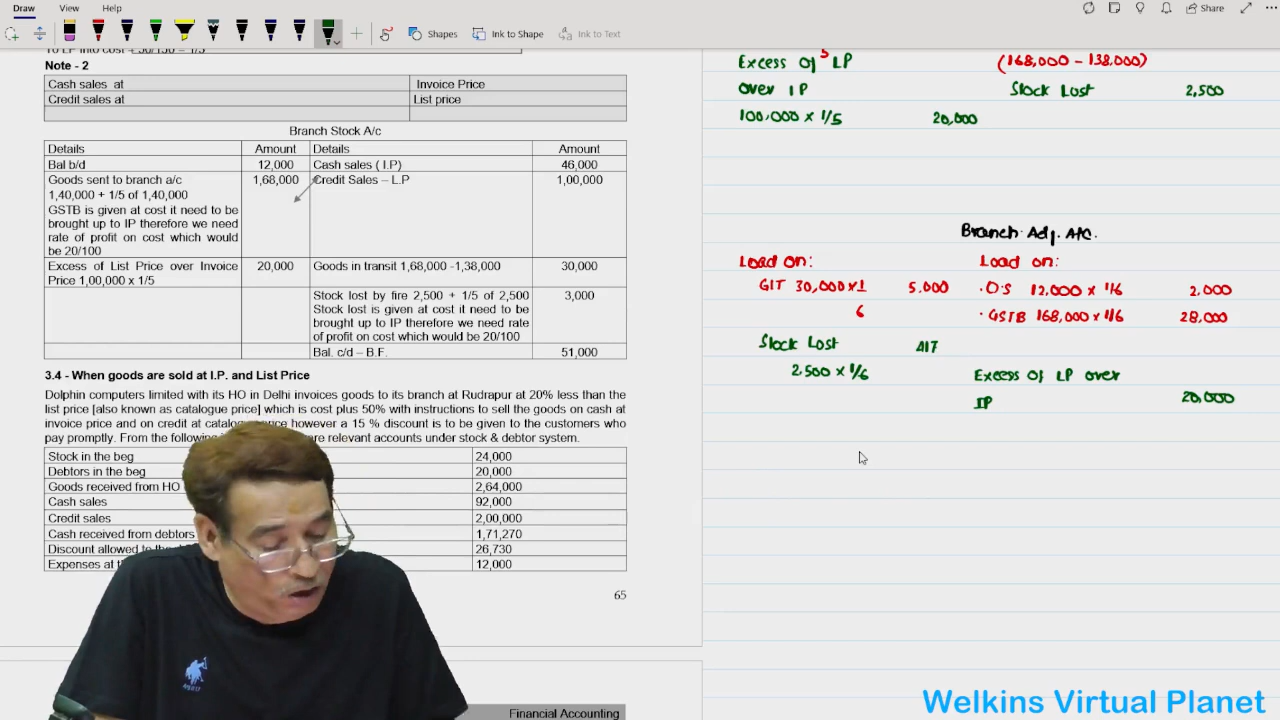 Draw View Help
Share
Shapes
Ink to Shape
Ink to Text
Note - 2
Cash sales at Invoice Price
Credit sales at List price
Branch Stock A/c
Details Amount Details Amount
Bal b/d 12,000 Cash sales ( I.P) 46,000
Goods sent to branch a/c 1,68,000 Credit Sales – L.P 1,00,000
1,40,000 + 1/5 of 1,40,000
GSTB is given at cost it need to be
brought up to IP therefore we need
rate of profit on cost which would
be 20/100
Excess of List Price over Invoice 20,000 Goods in transit 1,68,000 -1,38,000 30,000
Price 1,00,000 x 1/5
Stock lost by fire 2,500 + 1/5 of 2,500 3,000
Stock lost is given at cost it need to be
brought up to IP therefore we need rate
of profit on cost which would be 20/100
Bal. c/d – B.F. 51,000
3.4 - When goods are sold at I.P. and List Price
Dolphin computers limited with its HO in Delhi invoices goods to its branch at Rudrapur at 20% less than the
list price [also known as catalogue price] which is cost plus 50% with instructions to sell the goods on cash at
invoice price and on credit at catalogue price however a 15 % discount is to be given to the customers who
pay promptly. From the following are relevant accounts under stock & debtor system.
Stock in the beg 24,000
Debtors in the beg 20,000
Goods received from HO 2,64,000
Cash sales 92,000
Credit sales 2,00,000
Cash received from debtors 1,71,270
Discount allowed to 26,730
Expenses at 12,000
65
Financial Accounting
5
Excess Of LP (168,000 - 138,000)
Over IP Stock Lost 2,500
100,000 x 1/5 20,000
Branch Adj. A/C.
Load on: Load on:
GIT 30,000 x 1 5,000 · O.S 12,000 x 1/6 2,000
6 · GSTB 168,000 x 1/6 28,000
Stock Lost 417
2,500 x 1/6 Excess Of LP over
IP 20,000
Welkins Virtual Planet